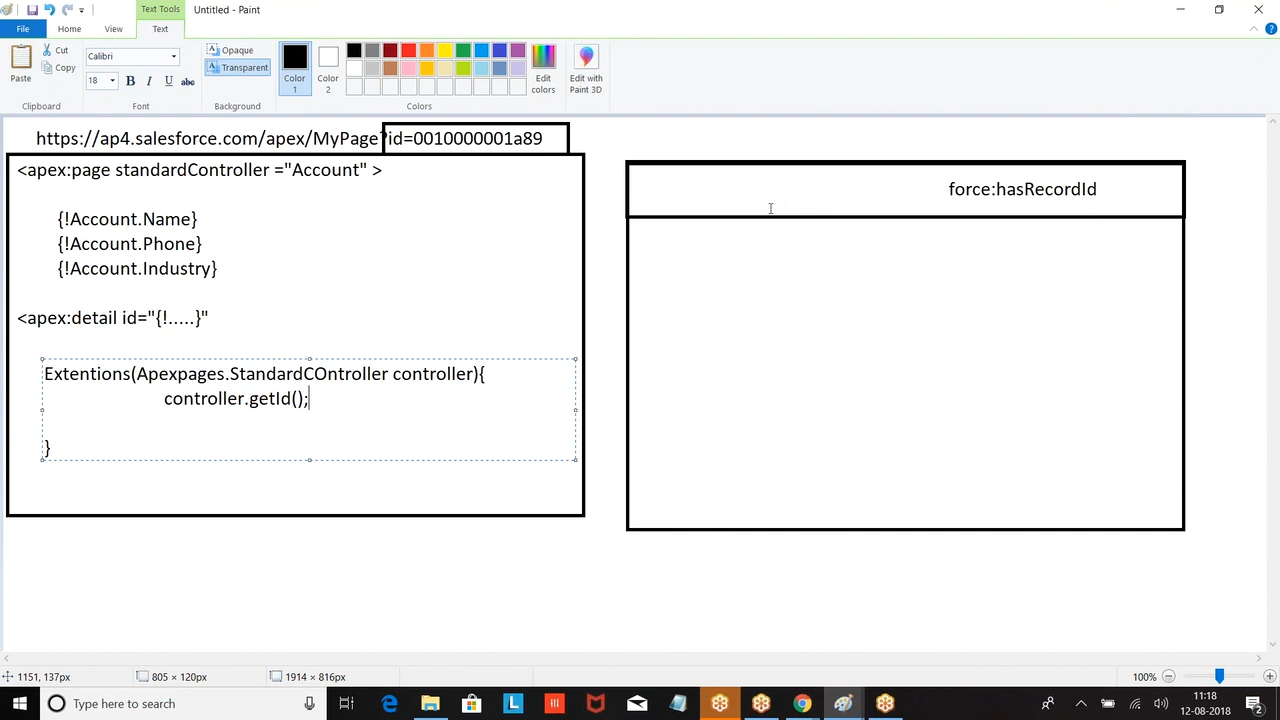 Text Tools
Untitled - Paint
File
Home
View
Text
Paste
Cut
Copy
Clipboard
Calibri
18
B I U abc
Font
Opaque
Transparent
Background
Color 1
Color 2
Colors
Edit colors
Edit with Paint 3D
https://ap4.salesforce.com/apex/MyPage?id=0010000001a89
<apex:page standardController ="Account" >
{!Account.Name}
{!Account.Phone}
{!Account.Industry}
<apex:detail id="{!.....}"
Extentions(Apexpages.StandardCOntroller controller){
controller.getId();
}
force:hasRecordId
1151, 137px
805 × 120px
1914 × 816px
100%
Type here to search
11:18
12-08-2018
2